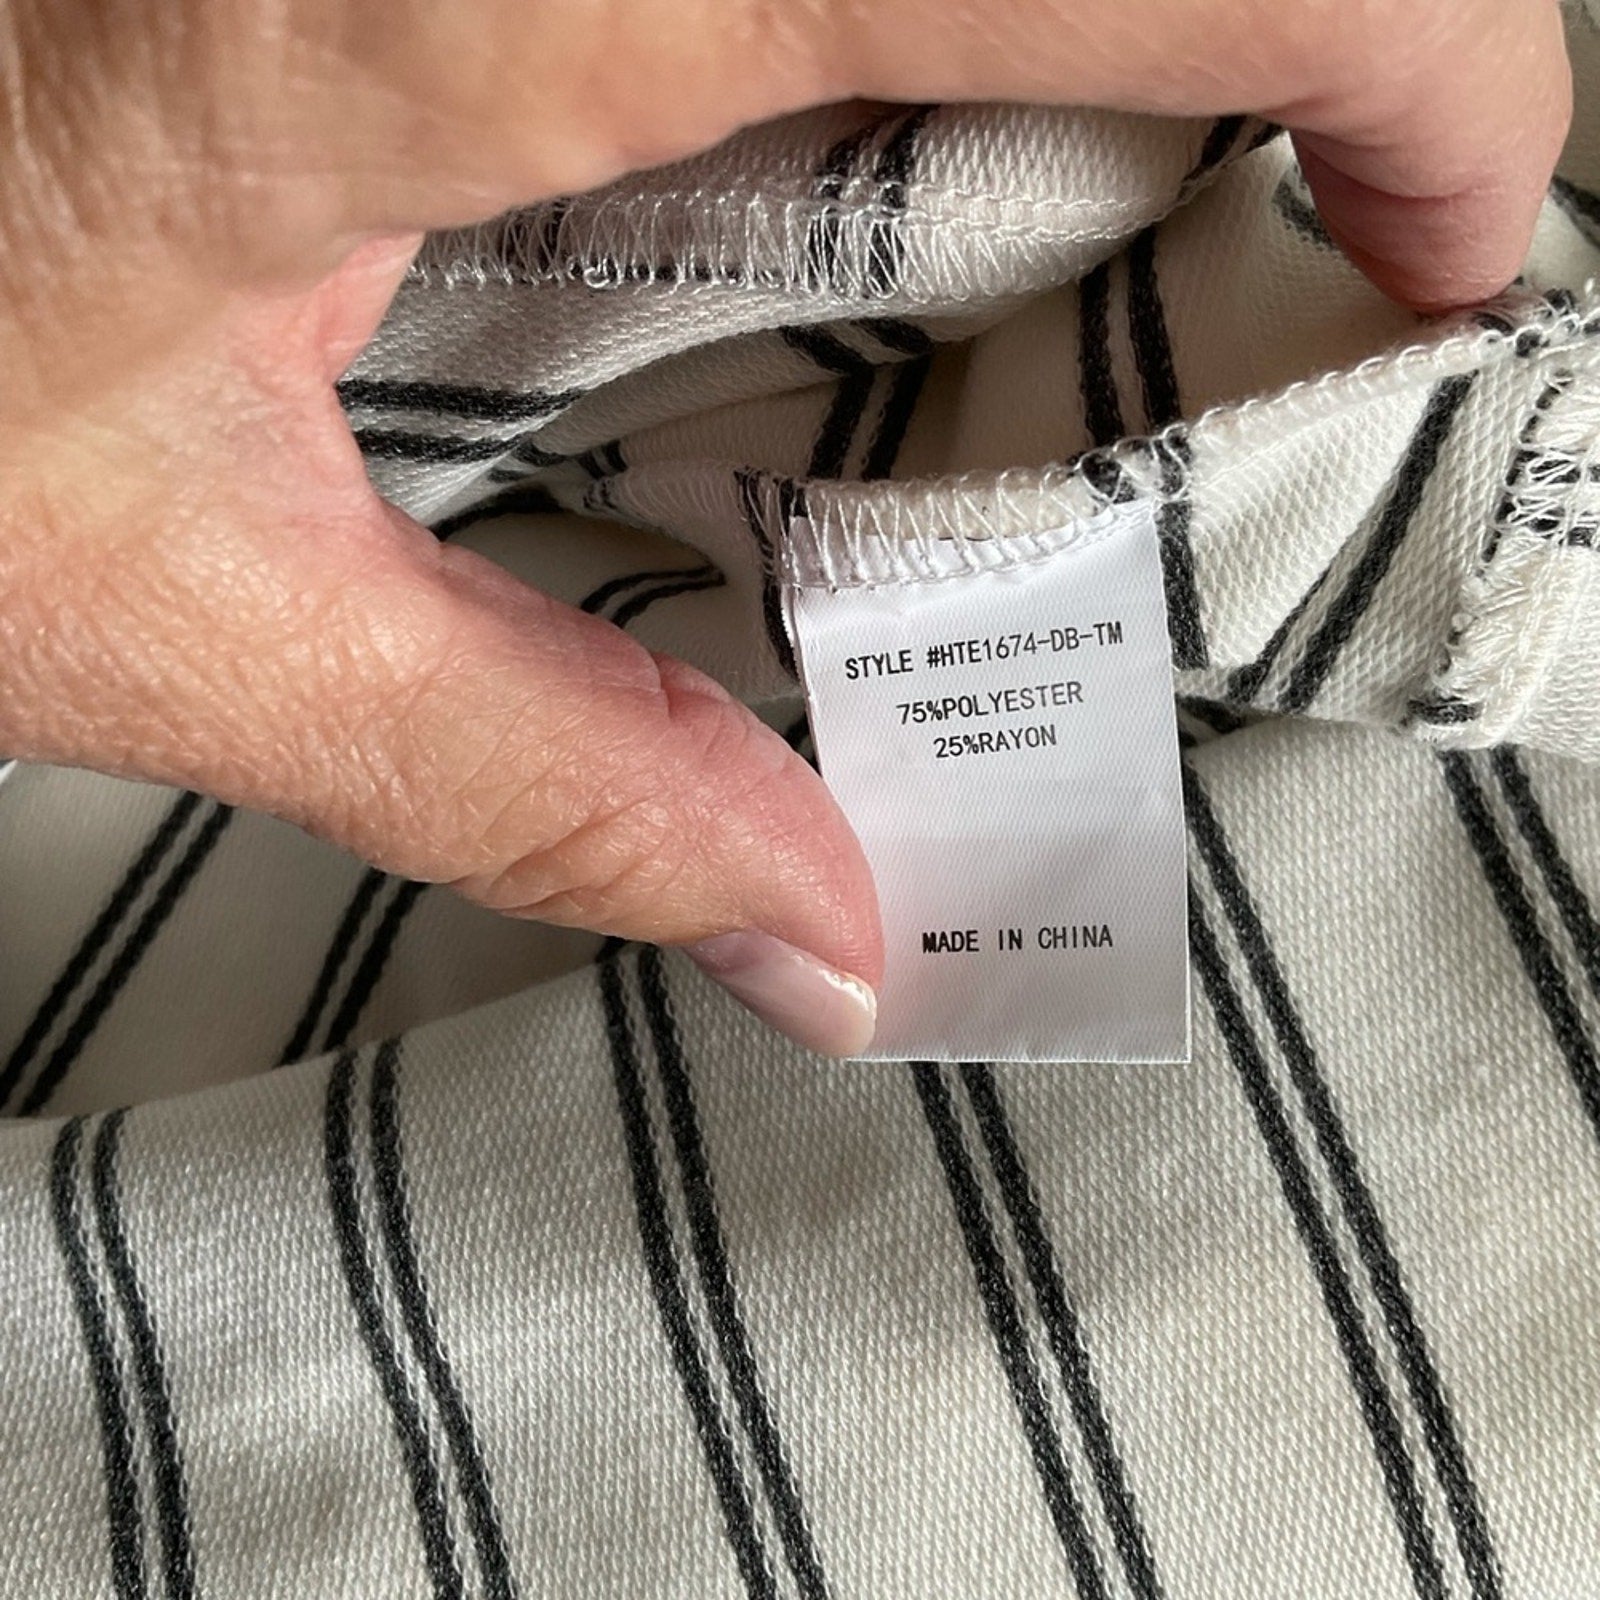 STYLE #HTE1674-DB-TM
75%POLYESTER
25%RAYON
MADE IN CHINA